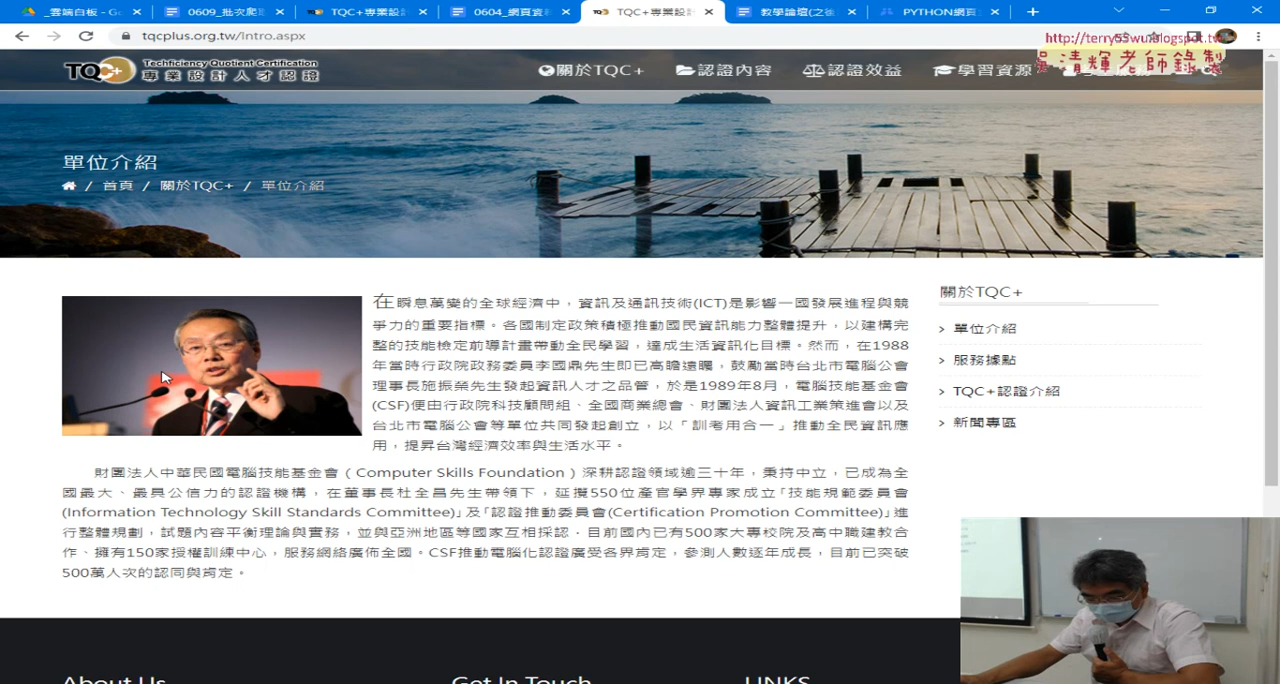 _雲端白板 - Go
0609_批次爬
TQC+專業設計
0604_網頁資料
TQC+專業設計
教學論壇(之後
PYTHON網頁
tqcplus.org.tw/Intro.aspx
http://terry55wu.blogspot.tw
吳清輝老師錄製
TQC+
Techficiency Quotient Certification
專業設計人才認證
關於TQC+
認證內容
認證效益
學習資源
單位介紹
/ 首頁 / 關於TQC+ / 單位介紹
在瞬息萬變的全球經濟中，資訊及通訊技術(ICT)是影響一國發展進程與競
爭力的重要指標。各國制定政策積極推動國民資訊能力整體提升，以建構完
整的技能檢定前導計畫帶動全民學習，達成生活資訊化目標。然而，在1988
年當時行政院政務委員李國鼎先生即已高瞻遠矚，鼓勵當時台北市電腦公會
理事長施振榮先生發起資訊人才之品管，於是1989年8月，電腦技能基金會
(CSF)便由行政院科技顧問組、全國商業總會、財團法人資訊工業策進會以及
台北市電腦公會等單位共同發起創立，以「訓考用合一」推動全民資訊應
用，提昇台灣經濟效率與生活水平。
財團法人中華民國電腦技能基金會（Computer Skills Foundation）深耕認證領域逾三十年，秉持中立，已成為全
國最大、最具公信力的認證機構，在董事長杜全昌先生帶領下，延攬550位產官學界專家成立「技能規範委員會
(Information Technology Skill Standards Committee)」及「認證推動委員會(Certification Promotion Committee)」進
行整體規劃，試題內容平衡理論與實務，並與亞洲地區等國家互相採認．目前國內已有500家大專校院及高中職建教合
作、擁有150家授權訓練中心，服務網絡廣佈全國。CSF推動電腦化認證廣受各界肯定，參測人數逐年成長，目前已突破
500萬人次的認同與肯定。
關於TQC+
> 單位介紹
> 服務據點
> TQC+認證介紹
> 新聞專區
About Us
Get In Touch
LINKS